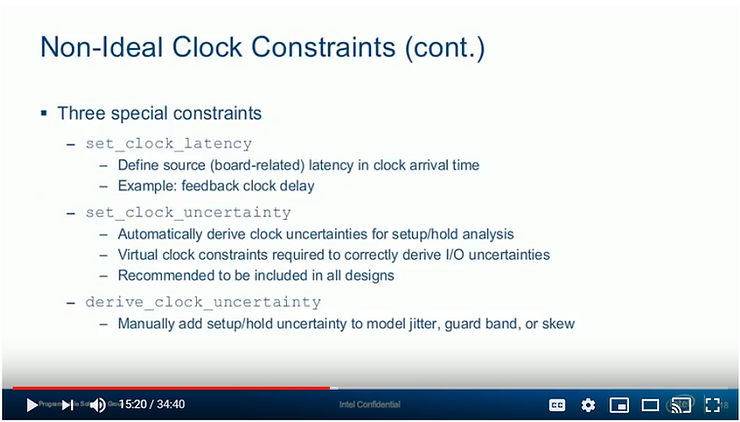 Non-Ideal Clock Constraints (cont.)
▪ Three special constraints
– set_clock_latency
– Define source (board-related) latency in clock arrival time
– Example: feedback clock delay
– set_clock_uncertainty
– Automatically derive clock uncertainties for setup/hold analysis
– Virtual clock constraints required to correctly derive I/O uncertainties
– Recommended to be included in all designs
– derive_clock_uncertainty
– Manually add setup/hold uncertainty to model jitter, guard band, or skew
15:20 / 34:40
Intel Confidential
CC